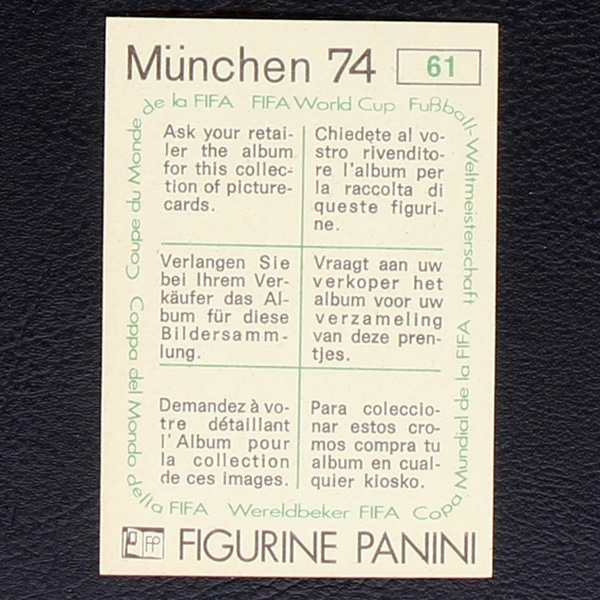 München 74 61
de la FIFA FIFA World Cup Fußball-Weltmeisterschaft
Ask your retai-
ler the album
for this collec-
tion of picture-
cards.
Chiedete al vo-
stro rivendito-
re l'album per
la raccolta di
queste figuri-
ne.
Verlangen Sie
bei Ihrem Ver-
käufer das Al-
bum für diese
Bildersamm-
lung.
Vraagt aan uw
verkoper het
album voor uw
verzameling
van deze pren-
tjes.
Demandez à vo-
tre détaillant
l'Album pour
la collection
de ces images.
Para coleccio-
nar estos cro-
mos compra tu
album en cual-
quier kiosko.
Copa Mundial de la FIFA
Wereldbeker FIFA
Coppa del Mondo della FIFA
Coupe du Monde
FP FIGURINE PANINI